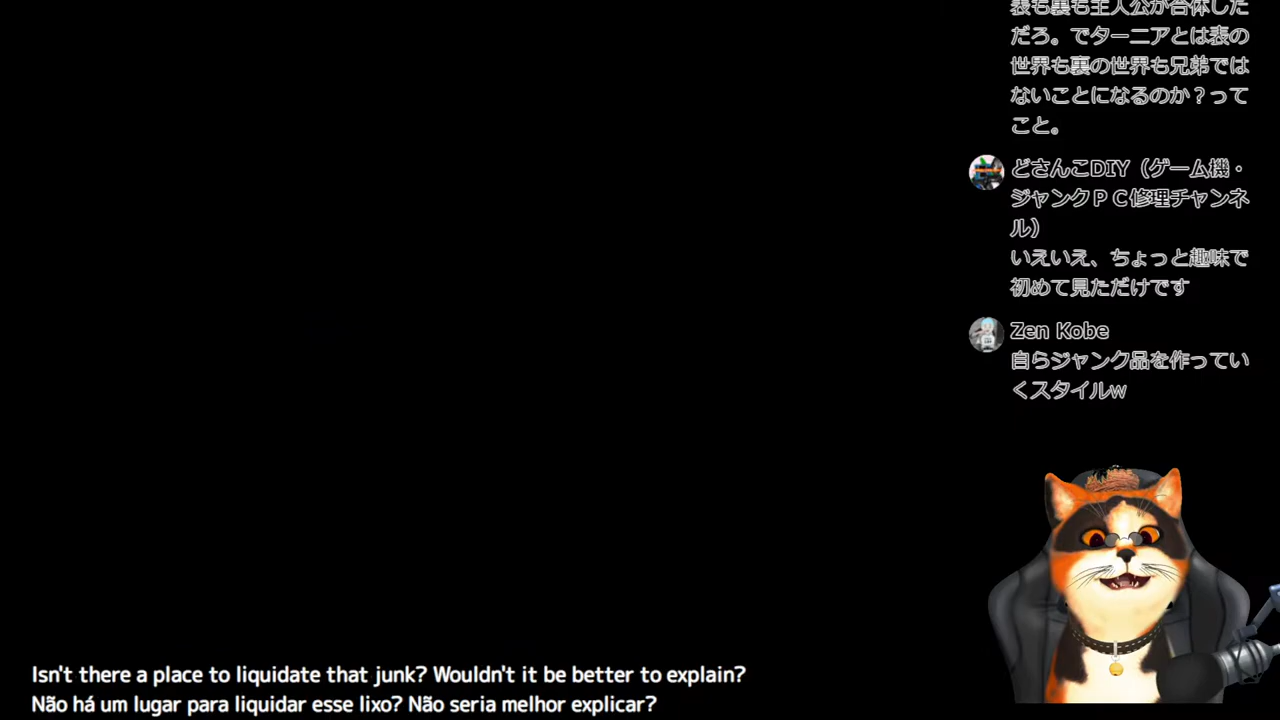 表も裏も主人公が合体した
だろ。でターニアとは表の
世界も裏の世界も兄弟では
ないことになるのか？って
こと。
どさんこDIY（ゲーム機・
ジャンクＰＣ修理チャンネ
ル）
いえいえ、ちょっと趣味で
初めて見ただけです
Zen Kobe
自らジャンク品を作ってい
くスタイルw
Isn't there a place to liquidate that junk? Wouldn't it be better to explain?
Não há um lugar para liquidar esse lixo? Não seria melhor explicar?